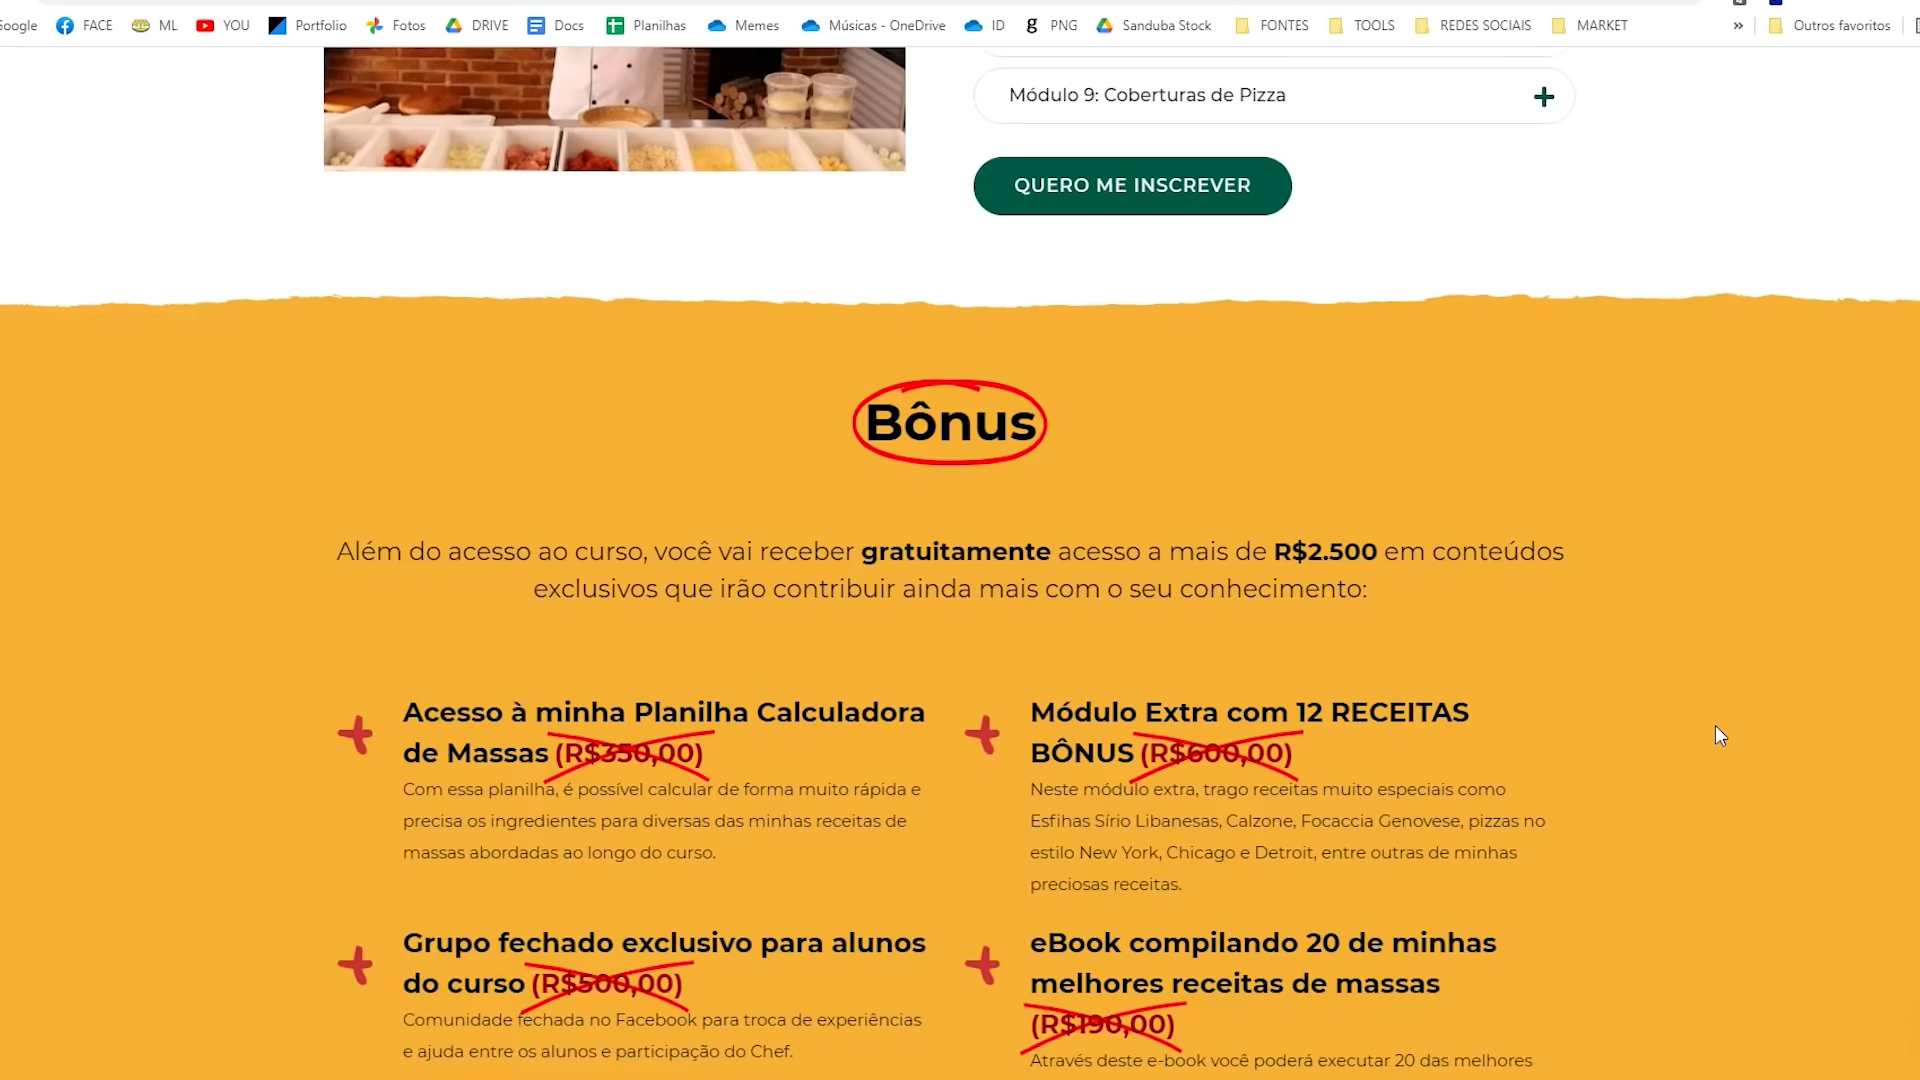 Google FACE ML YOU Portfolio Fotos DRIVE Docs Planilhas Memes Músicas - OneDrive ID PNG Sanduba Stock FONTES TOOLS REDES SOCIAIS MARKET » Outros favoritos
Módulo 9: Coberturas de Pizza
QUERO ME INSCREVER
Bônus
Além do acesso ao curso, você vai receber gratuitamente acesso a mais de R$2.500 em conteúdos
exclusivos que irão contribuir ainda mais com o seu conhecimento:
Acesso à minha Planilha Calculadora
de Massas (R$350,00)
Com essa planilha, é possível calcular de forma muito rápida e
precisa os ingredientes para diversas das minhas receitas de
massas abordadas ao longo do curso.
Módulo Extra com 12 RECEITAS
BÔNUS (R$600,00)
Neste módulo extra, trago receitas muito especiais como
Esfihas Sírio Libanesas, Calzone, Focaccia Genovese, pizzas no
estilo New York, Chicago e Detroit, entre outras de minhas
preciosas receitas.
Grupo fechado exclusivo para alunos
do curso (R$500,00)
Comunidade fechada no Facebook para troca de experiências
e ajuda entre os alunos e participação do Chef.
eBook compilando 20 de minhas
melhores receitas de massas
(R$190,00)
Através deste e-book você poderá executar 20 das melhores